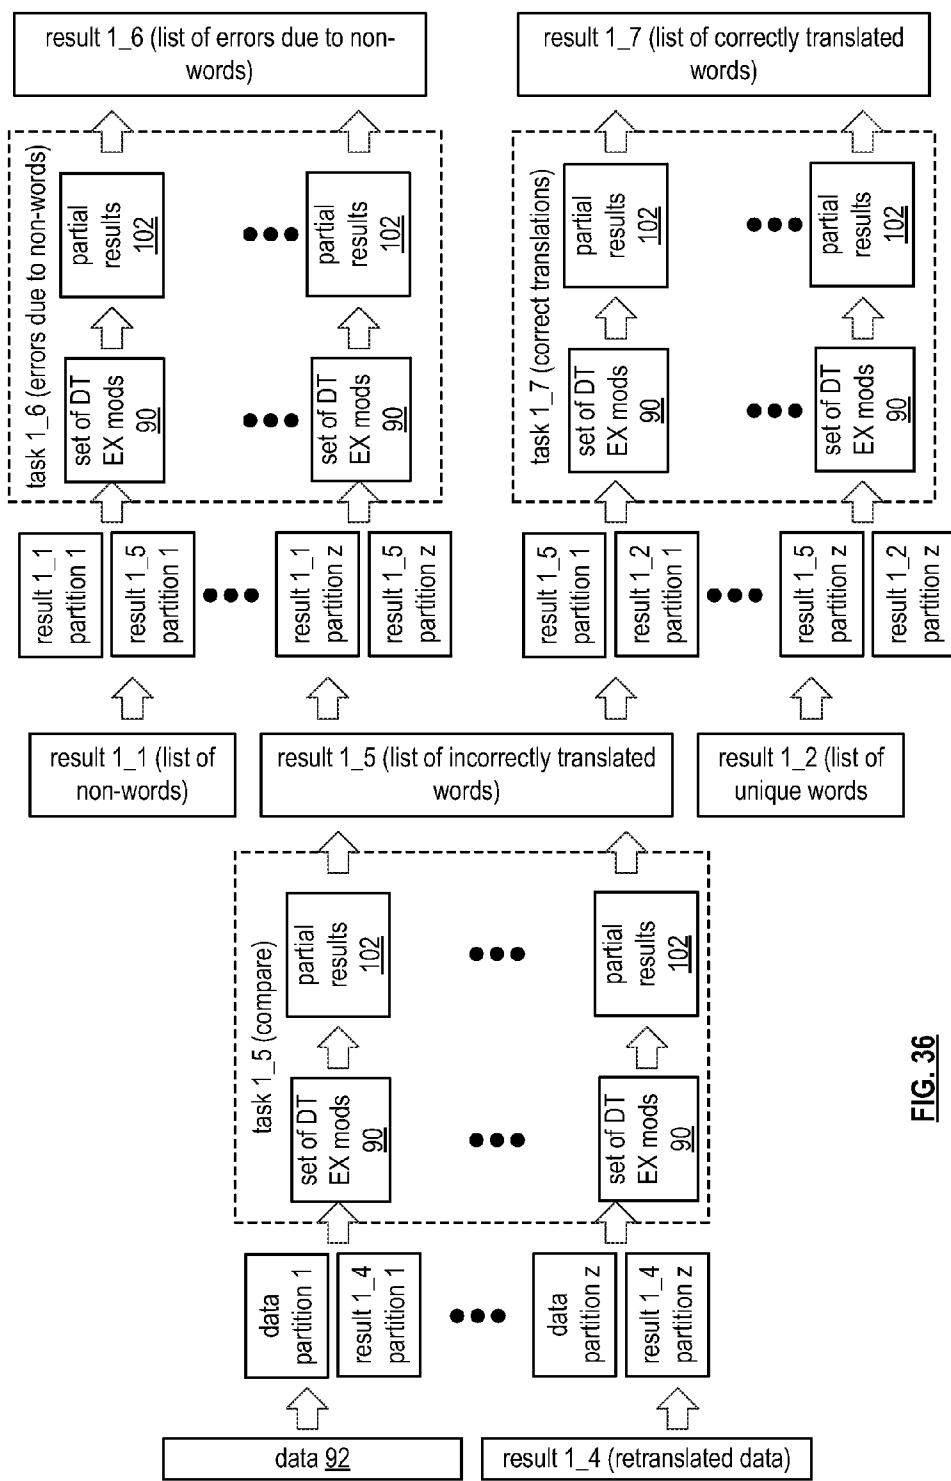 data 92
result 1_4 (retranslated data)
data
partition 1
result 1_4
partition 1
data
partition z
result 1_4
partition z
task 1_5 (compare)
set of DT
EX mods
90
partial
results
102
set of DT
EX mods
90
partial
results
102
result 1_1 (list of
non-words)
result 1_5 (list of incorrectly translated
words)
result 1_2 (list of
unique words
result 1_1
partition 1
result 1_5
partition 1
result 1_1
partition z
result 1_5
partition z
task 1_6 (errors due to non-words)
set of DT
EX mods
90
partial
results
102
set of DT
EX mods
90
partial
results
102
result 1_6 (list of errors due to non-
words)
result 1_5
partition 1
result 1_2
partition 1
result 1_5
partition z
result 1_2
partition z
task 1_7 (correct translations)
set of DT
EX mods
90
partial
results
102
set of DT
EX mods
90
partial
results
102
result 1_7 (list of correctly translated
words)
FIG. 36